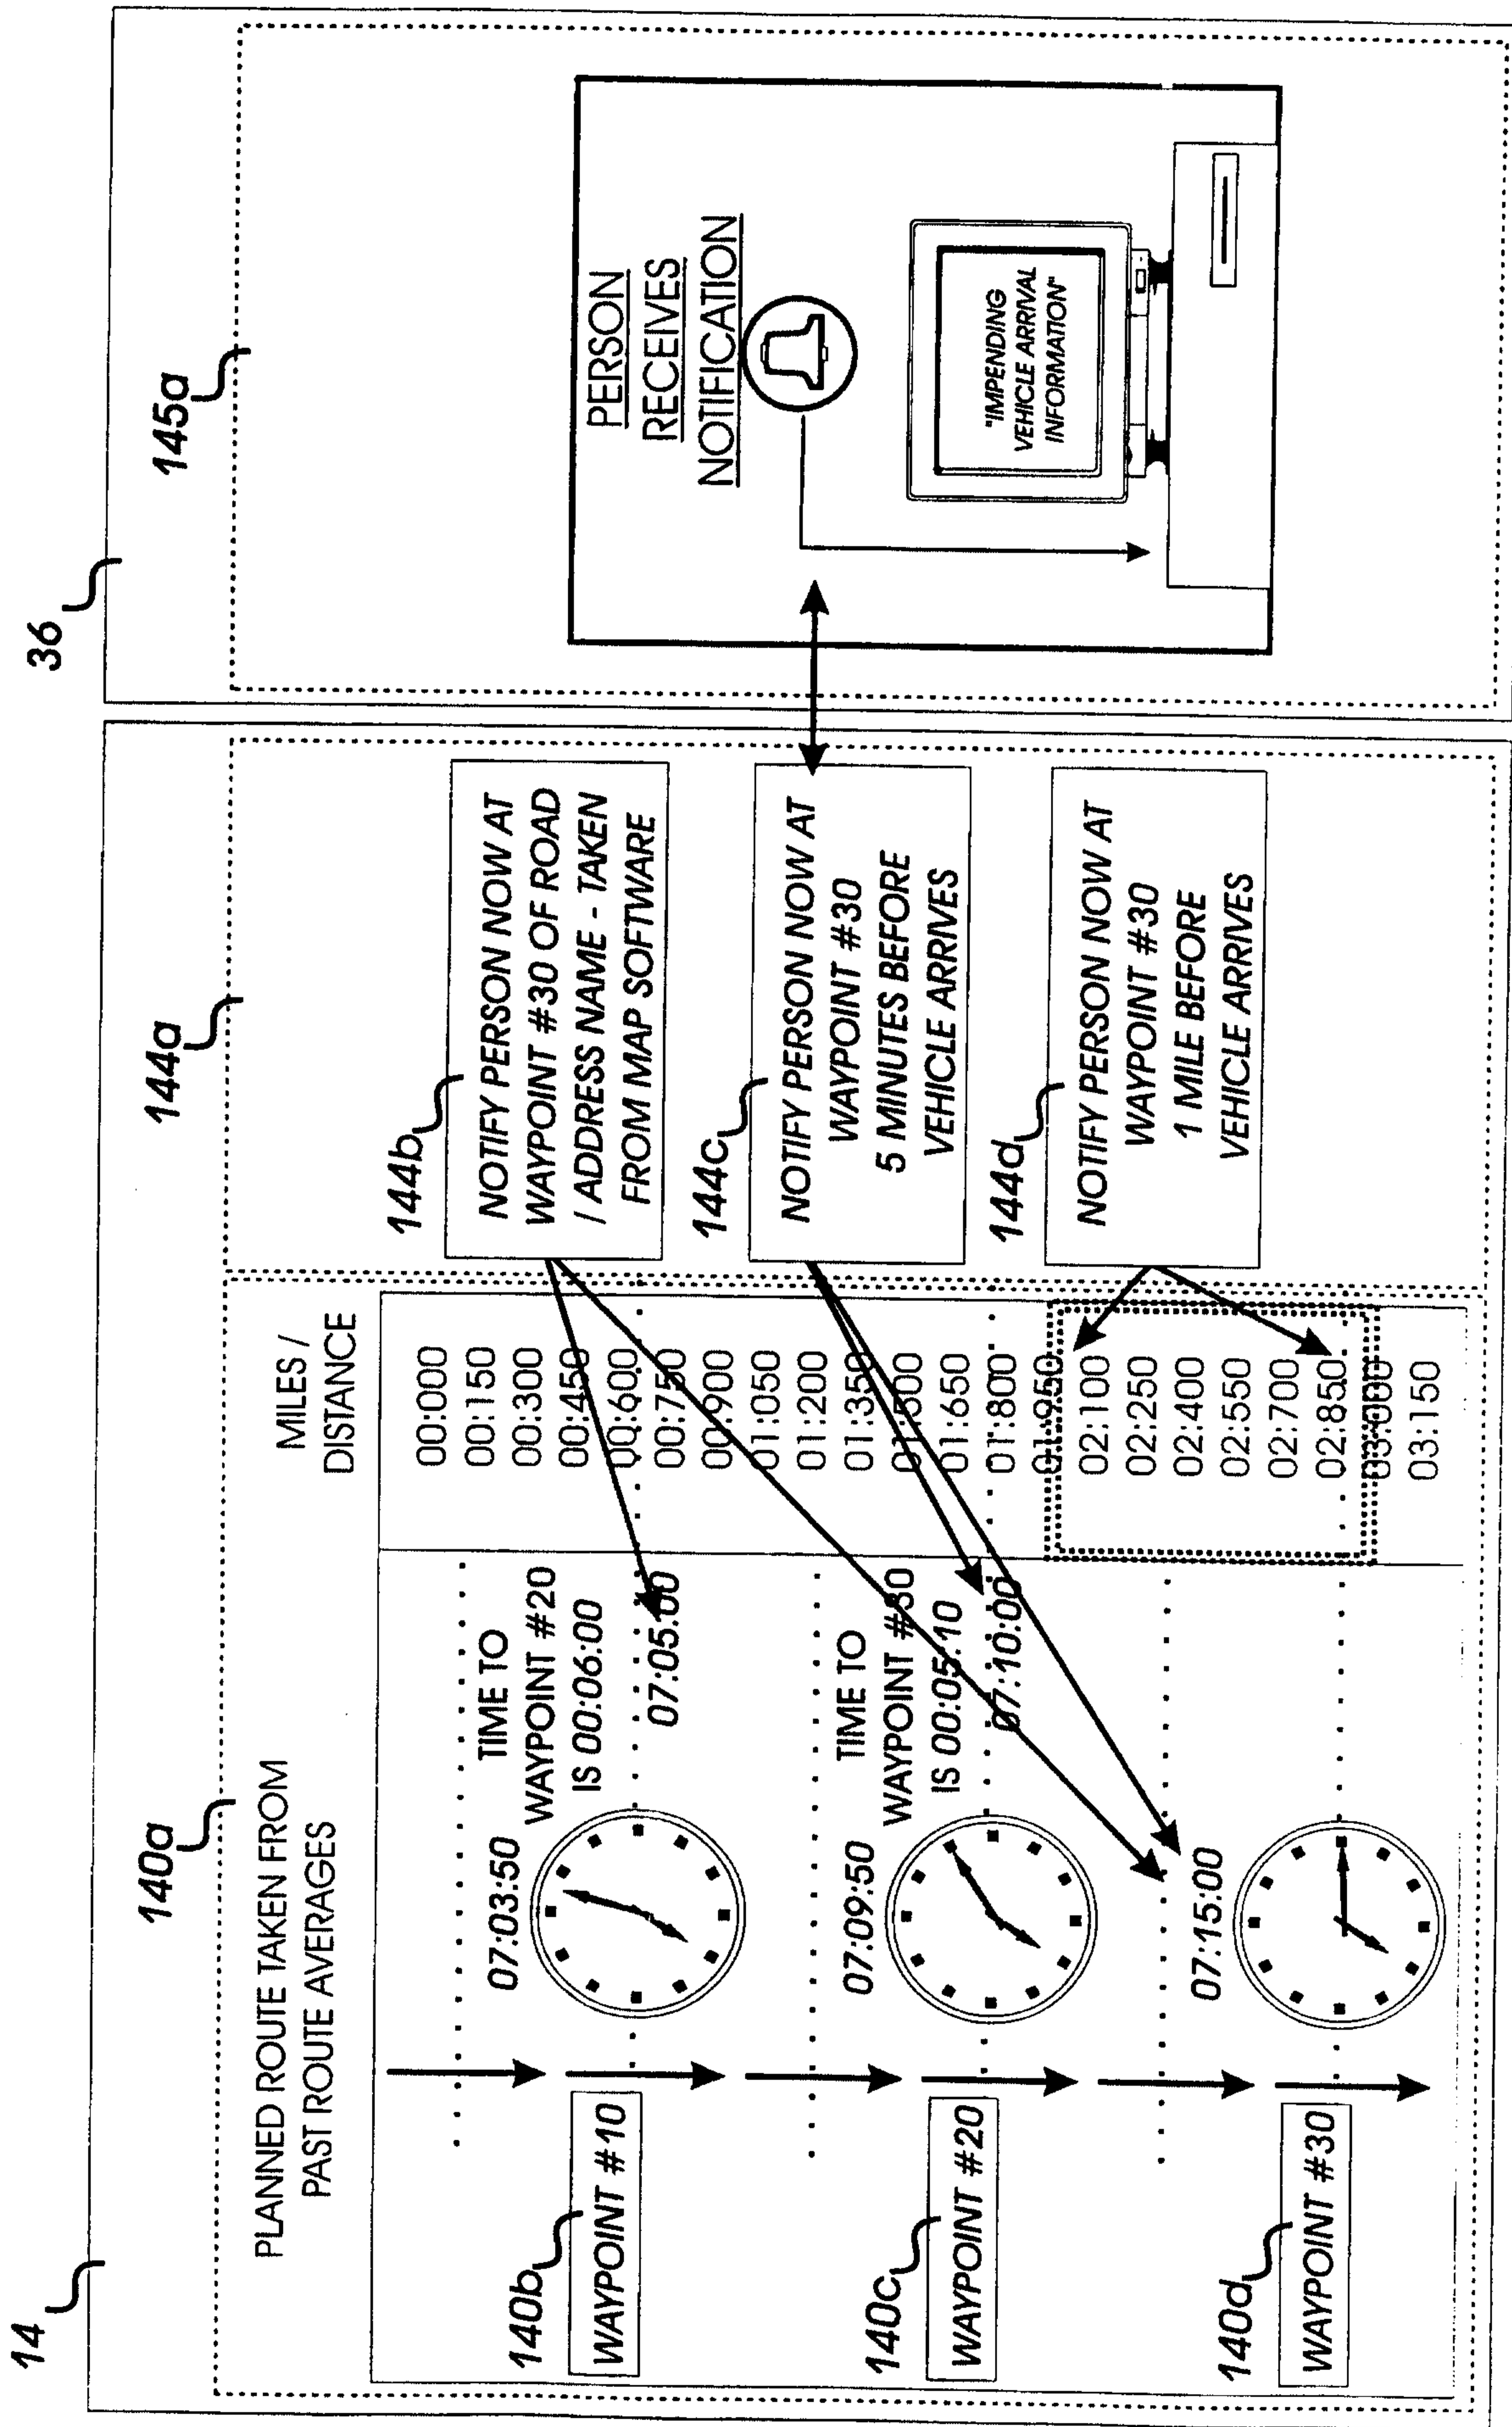 14
36
140a
144a
145a
PLANNED ROUTE TAKEN FROM
PAST ROUTE AVERAGES
MILES /
DISTANCE
140b
WAYPOINT #10
07:03:50
TIME TO
WAYPOINT #20
IS 00:06:00
07:05:00
140c
WAYPOINT #20
07:09:50
TIME TO
WAYPOINT #30
IS 00:05:10
07:10:00
140d
WAYPOINT #30
07:15:00
00:000
00:150
00:300
00:450
00:600
00:750
00:900
01:050
01:200
01:350
01:500
01:650
01:800
01:950
02:100
02:250
02:400
02:550
02:700
02:850
03:000
03:150
144b
NOTIFY PERSON NOW AT
WAYPOINT #30 OF ROAD
/ ADDRESS NAME - TAKEN
FROM MAP SOFTWARE
144c
NOTIFY PERSON NOW AT
WAYPOINT #30
5 MINUTES BEFORE
VEHICLE ARRIVES
144d
NOTIFY PERSON NOW AT
WAYPOINT #30
1 MILE BEFORE
VEHICLE ARRIVES
PERSON
RECEIVES
NOTIFICATION
"IMPENDING
VEHICLE ARRIVAL
INFORMATION"